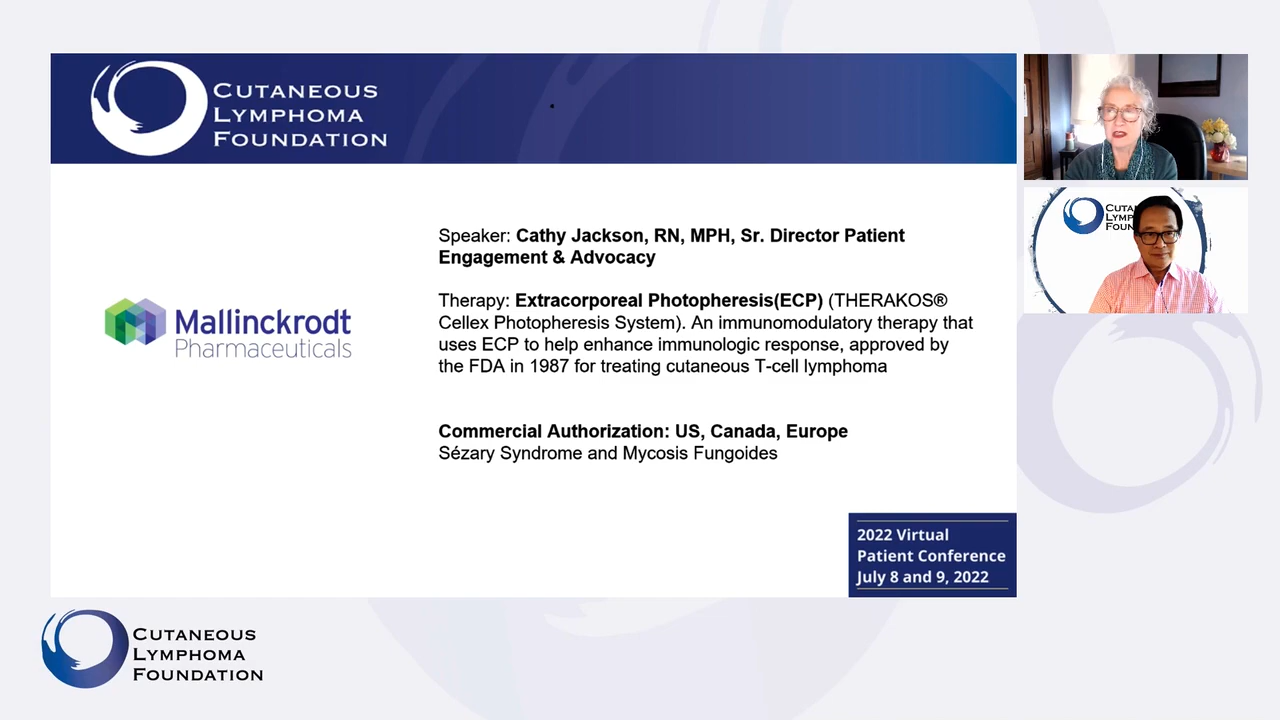 CUTANEOUS
LYMPHOMA
FOUNDATION
Speaker: Cathy Jackson, RN, MPH, Sr. Director Patient
Engagement & Advocacy
Therapy: Extracorporeal Photopheresis(ECP) (THERAKOS®
Cellex Photopheresis System). An immunomodulatory therapy that
uses ECP to help enhance immunologic response, approved by
the FDA in 1987 for treating cutaneous T-cell lymphoma
Mallinckrodt
Pharmaceuticals
Commercial Authorization: US, Canada, Europe
Sézary Syndrome and Mycosis Fungoides
2022 Virtual
Patient Conference
July 8 and 9, 2022
CUTANEOUS
LYMPHOMA
FOUNDATION